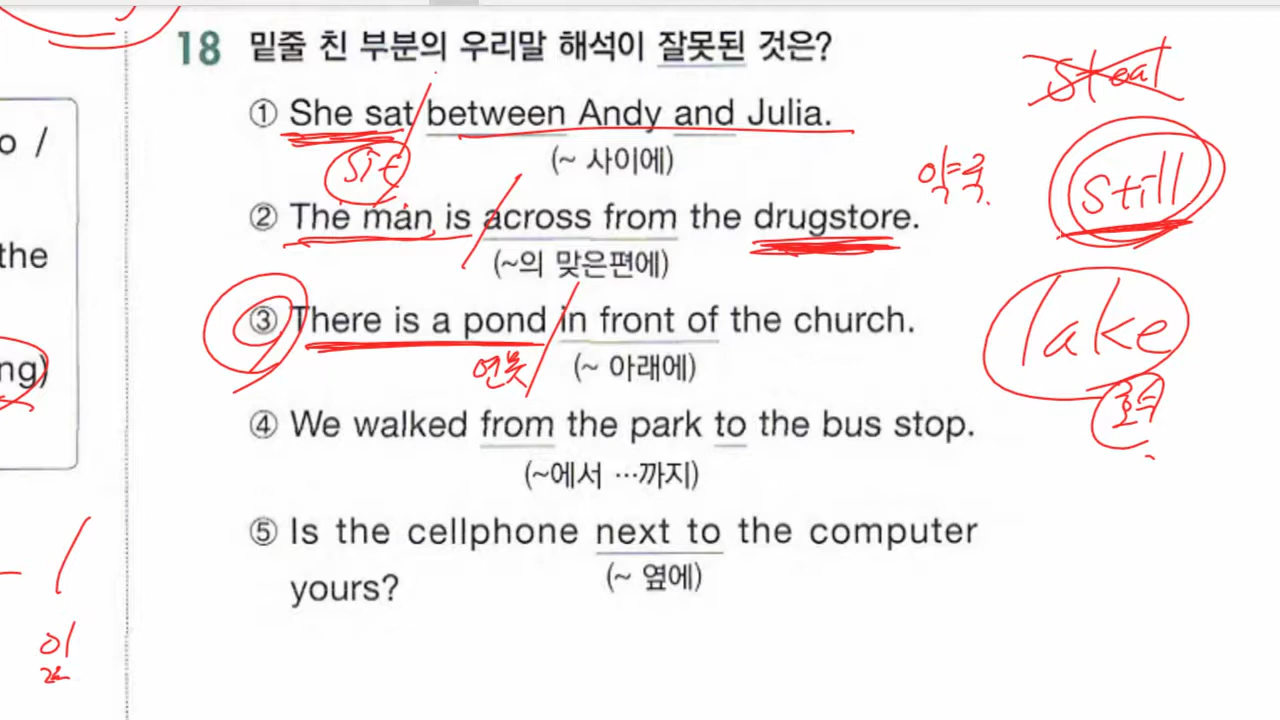 18 밑줄 친 부분의 우리말 해석이 잘못된 것은?
steal
① She sat between Andy and Julia.
(~ 사이에)
sit
약국
still
② The man is across from the drugstore.
(~의 맞은편에)
③ There is a pond in front of the church.
(~ 아래에)
연못
lake
호수
④ We walked from the park to the bus stop.
(~에서 …까지)
⑤ Is the cellphone next to the computer
yours?
(~ 옆에)
o /
the
ng)
이